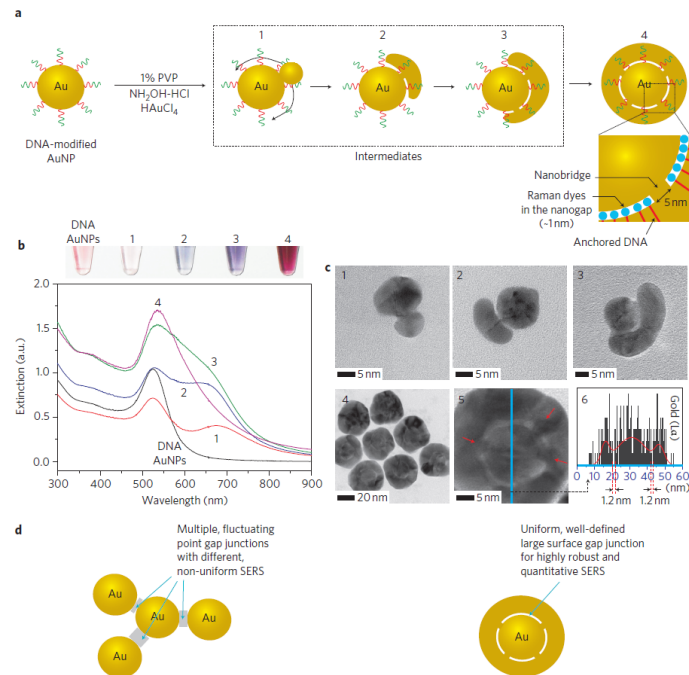 a
1
2
3
4
Au
1% PVP
NH2OH-HCl
HAuCl4
Au
Au
Au
Au
DNA-modified
AuNP
Intermediates
Nanobridge
Raman dyes
in the nanogap
(~1 nm)
5 nm
Anchored DNA
b
DNA
AuNPs
1
2
3
4
Extinction (a.u.)
2.0
1.5
1.0
0.5
0.0
4
3
2
1
DNA
AuNPs
300
400
500
600
700
800
900
Wavelength (nm)
c
1
5 nm
2
5 nm
3
5 nm
4
20 nm
5
5 nm
6
Gold (Lα)
0
10
20
30
40
50
60
(nm)
1.2 nm
1.2 nm
d
Multiple, fluctuating
point gap junctions
with different,
non-uniform SERS
Au
Au
Au
Au
Uniform, well-defined
large surface gap junction
for highly robust and
quantitative SERS
Au